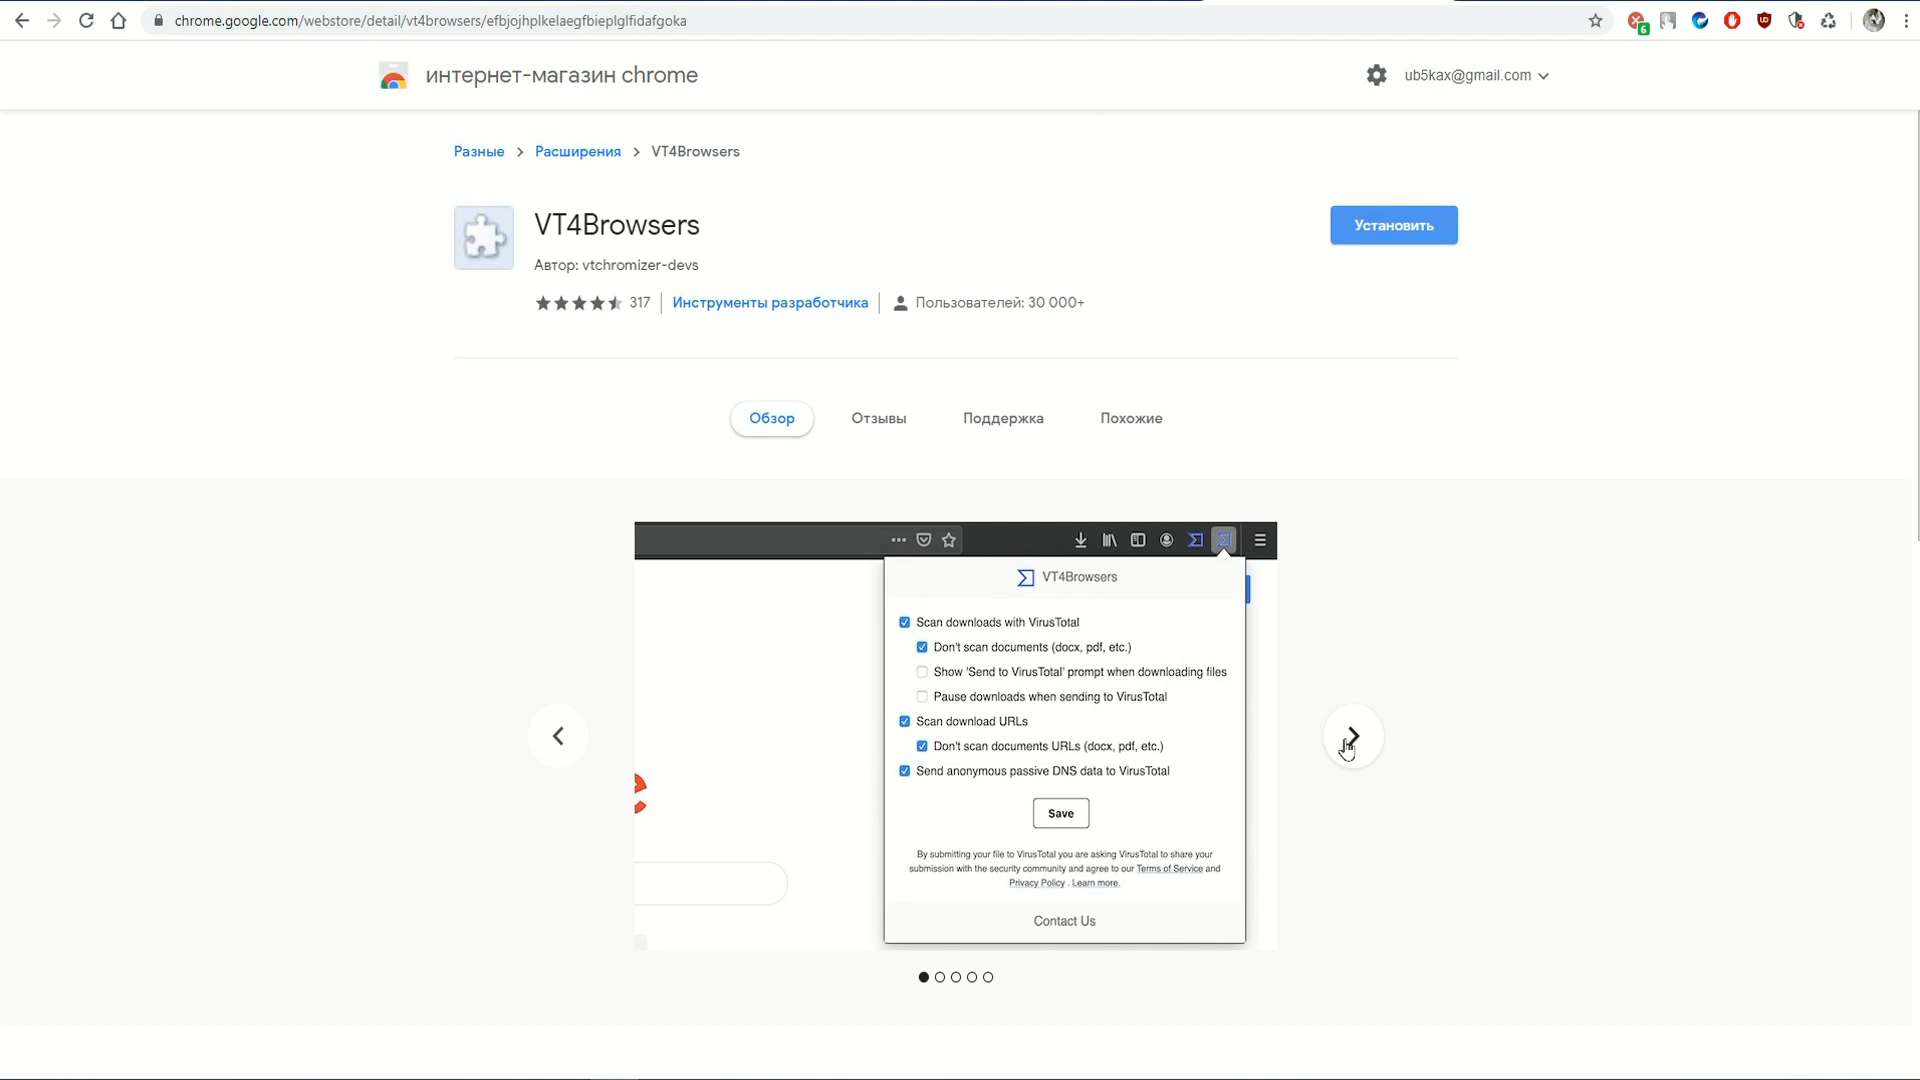 chrome.google.com/webstore/detail/vt4browsers/efbjojhplkelaegfbieplglfidafgoka
6
интернет-магазин chrome
ub5kax@gmail.com
Разные > Расширения > VT4Browsers
VT4Browsers
Установить
Автор: vtchromizer-devs
317 Инструменты разработчика Пользователей: 30 000+
Обзор Отзывы Поддержка Похожие
VT4Browsers
Scan downloads with VirusTotal
Don't scan documents (docx, pdf, etc.)
Show 'Send to VirusTotal' prompt when downloading files
Pause downloads when sending to VirusTotal
Scan download URLs
Don't scan documents URLs (docx, pdf, etc.)
Send anonymous passive DNS data to VirusTotal
e
Save
By submitting your file to VirusTotal you are asking VirusTotal to share your
submission with the security community and agree to our Terms of Service and
Privacy Policy . Learn more.
Contact Us